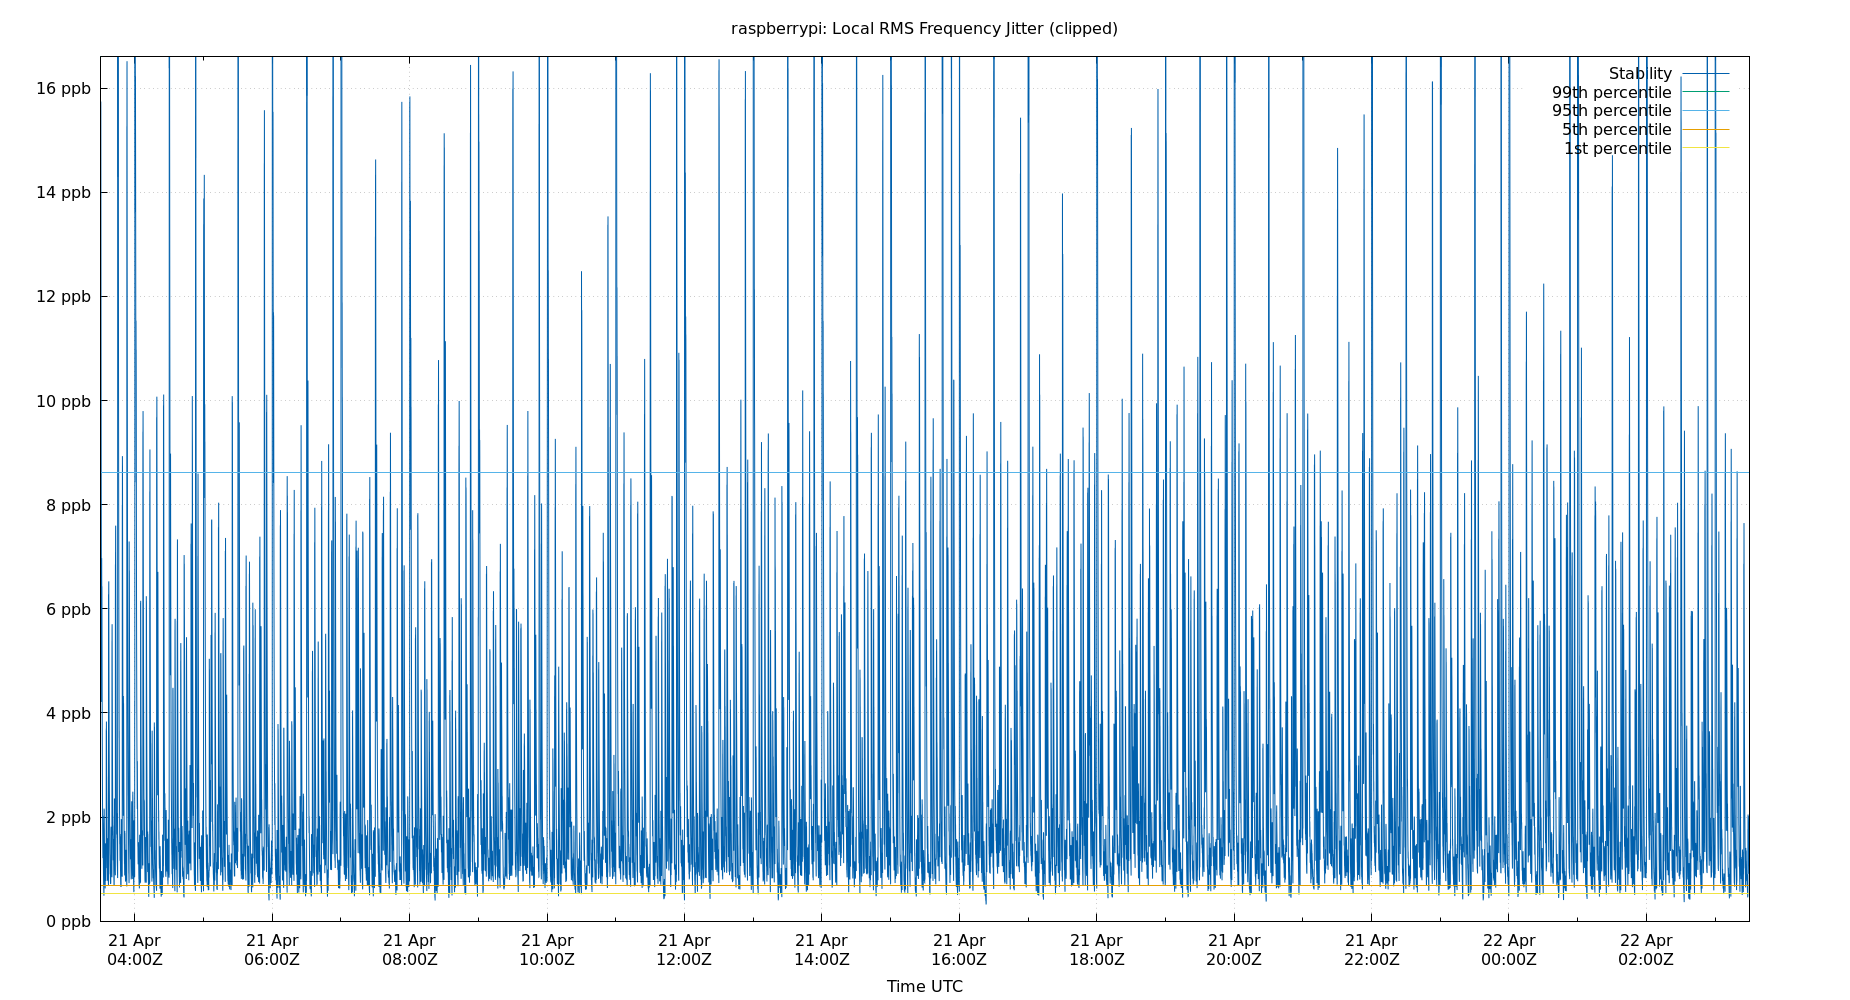 raspberrypi: Local RMS Frequency Jitter (clipped)
Stability
99th percentile
95th percentile
5th percentile
1st percentile
16 ppb
14 ppb
12 ppb
10 ppb
8 ppb
6 ppb
4 ppb
2 ppb
0 ppb
21 Apr 21 Apr 21 Apr 21 Apr 21 Apr 21 Apr 21 Apr 21 Apr 21 Apr 21 Apr 22 Apr 22 Apr
04:00Z 06:00Z 08:00Z 10:00Z 12:00Z 14:00Z 16:00Z 18:00Z 20:00Z 22:00Z 00:00Z 02:00Z
Time UTC